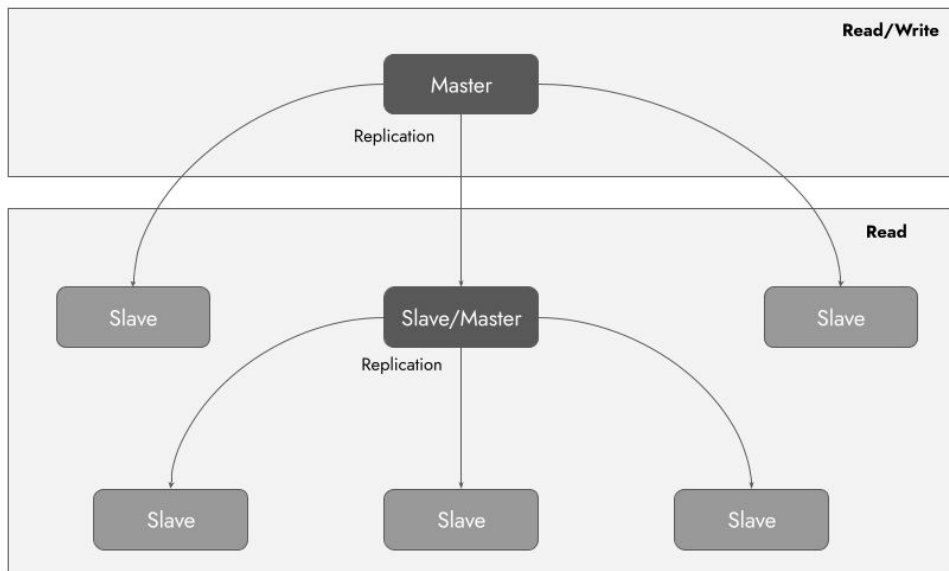 Read/Write
Master
Replication
Read
Slave
Slave/Master
Slave
Replication
Slave
Slave
Slave